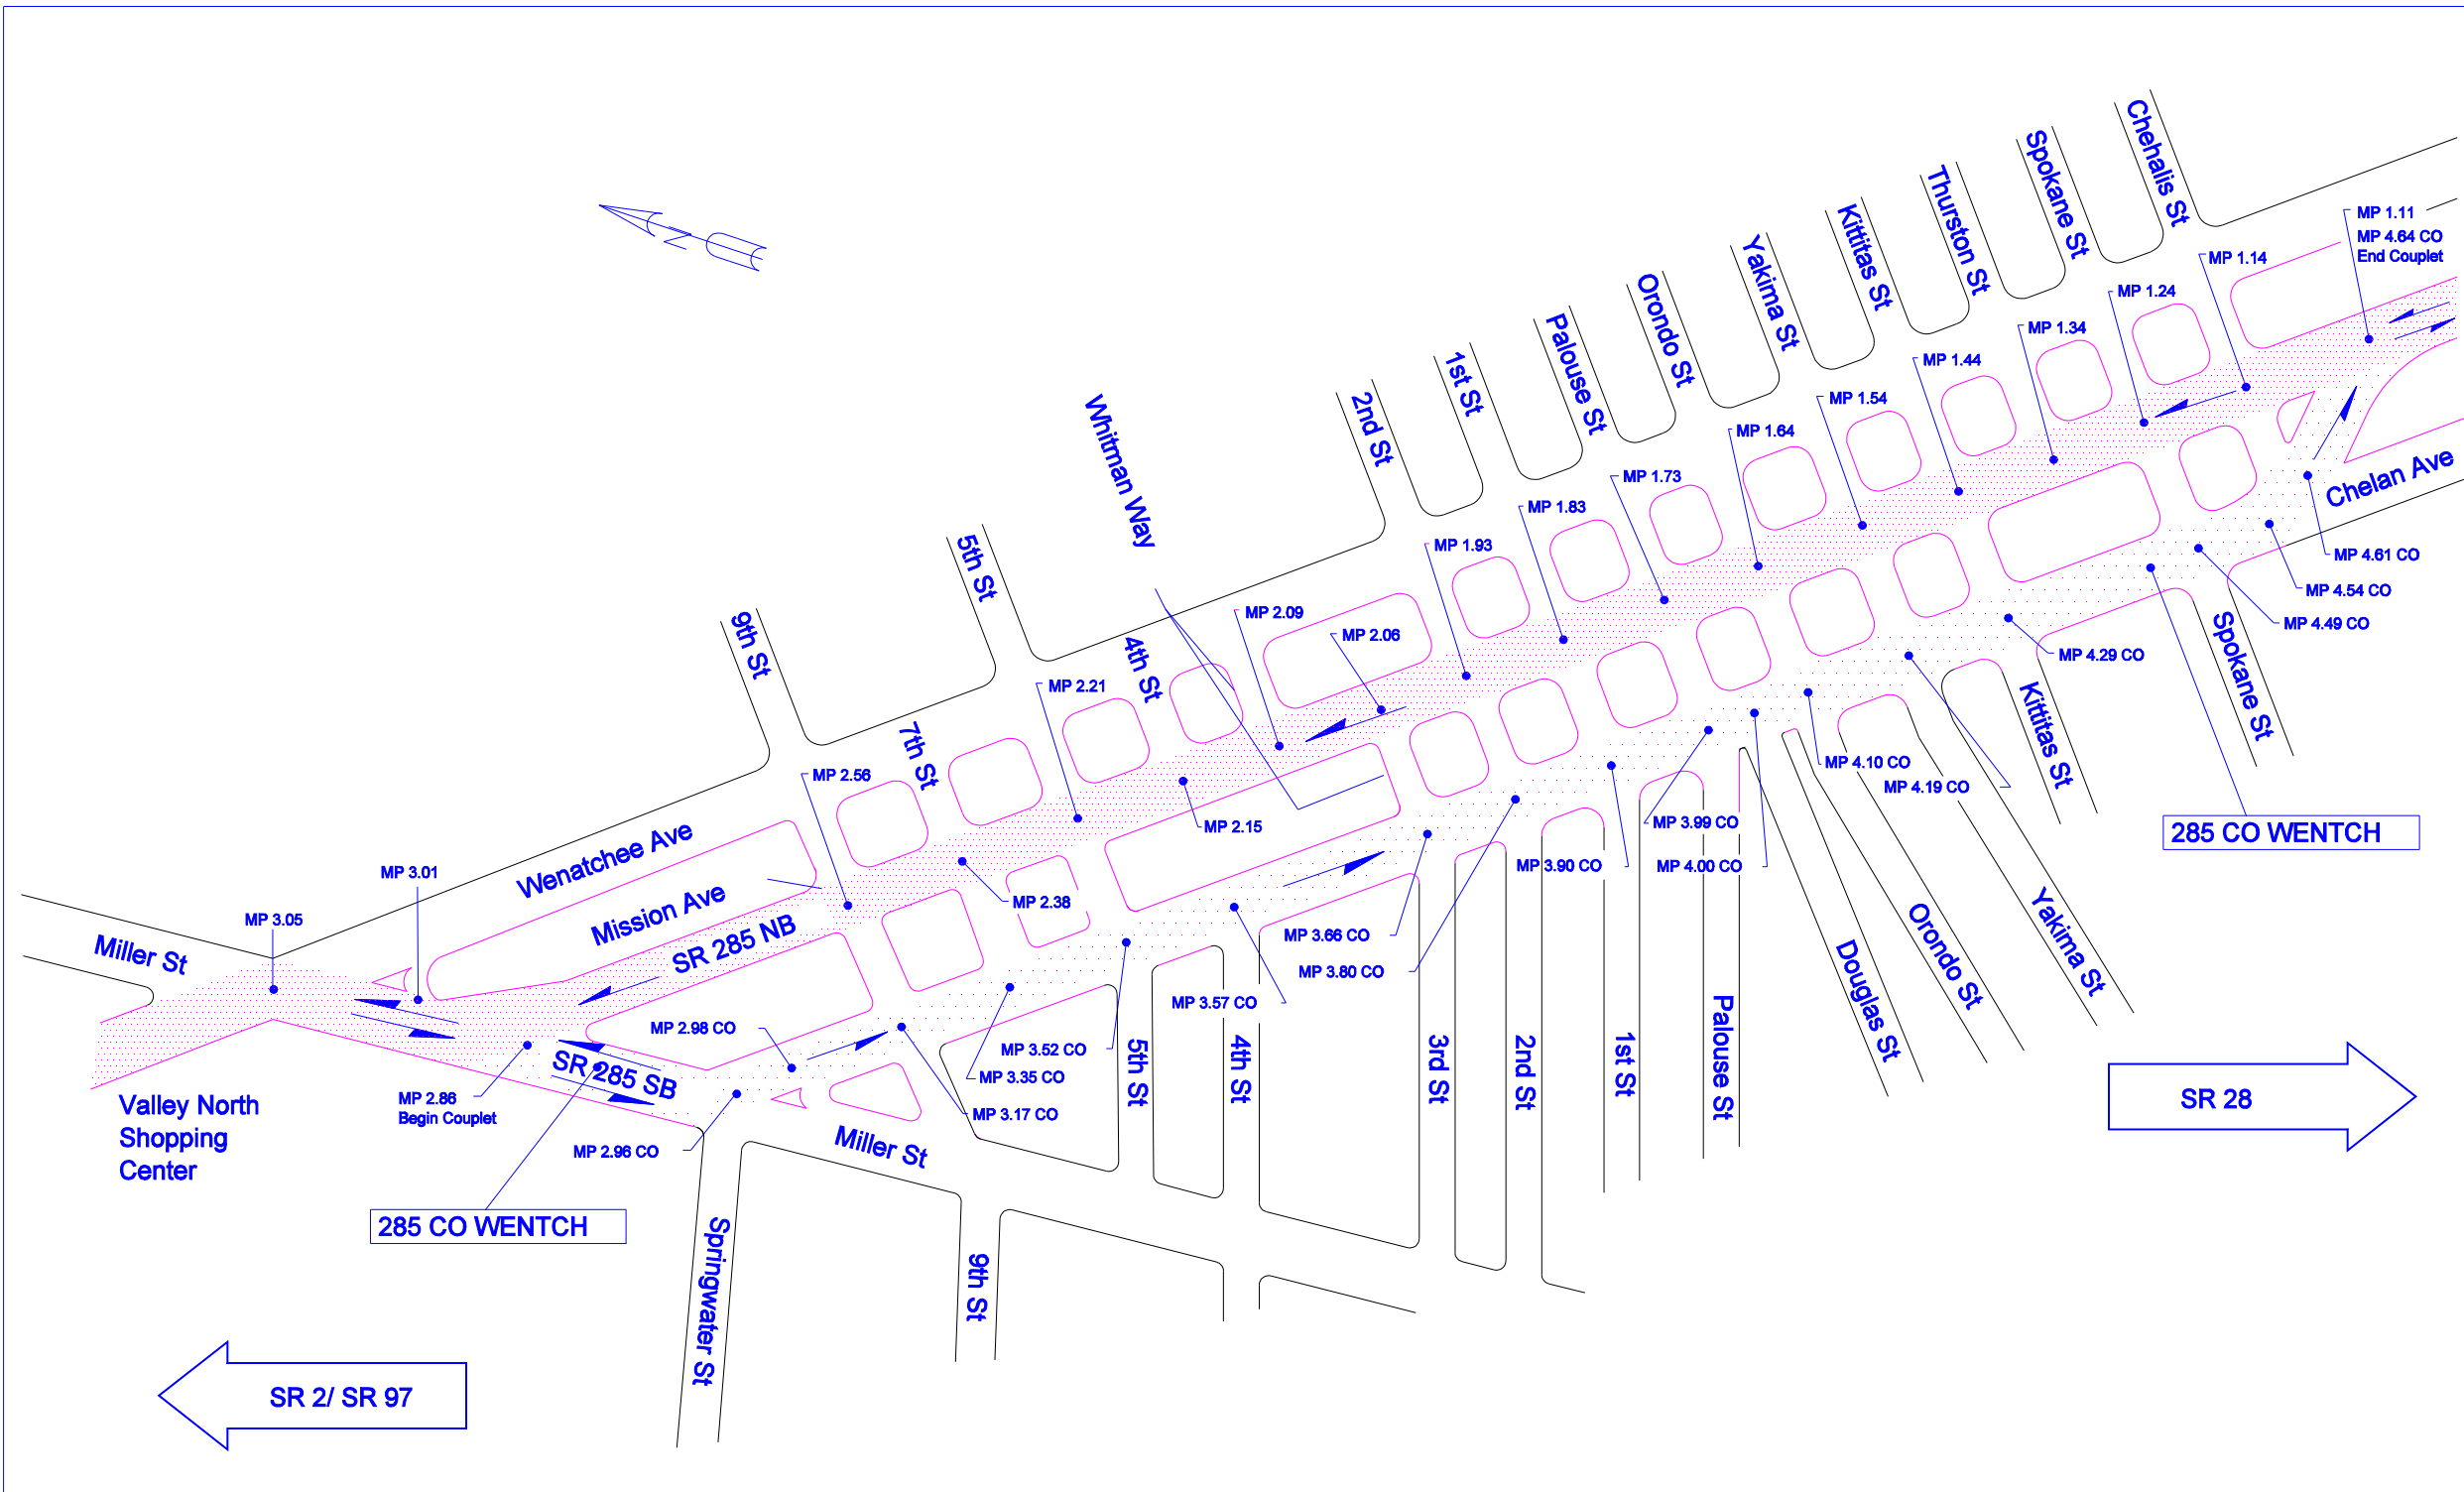 Chehalis St
Spokane St
Thurston St
Kittitas St
Yakima St
Orondo St
Palouse St
1st St
2nd St
Whitman Way
5th St
9th St
N
MP 1.11
MP 4.64 CO
End Couplet
MP 1.14
MP 1.24
MP 1.34
MP 1.44
MP 1.54
MP 1.64
MP 1.73
MP 1.83
MP 1.93
MP 2.06
MP 2.09
4th St
MP 2.21
7th St
MP 2.56
MP 2.15
MP 2.38
Wenatchee Ave
Mission Ave
SR 285 NB
MP 3.01
MP 3.05
Miller St
Chelan Ave
MP 4.61 CO
MP 4.54 CO
MP 4.49 CO
MP 4.29 CO
Spokane St
Kittitas St
MP 4.10 CO
MP 4.19 CO
285 CO WENTCH
MP 3.99 CO
MP 3.90 CO
MP 4.00 CO
MP 3.66 CO
MP 3.80 CO
MP 3.57 CO
Yakima St
Orondo St
Douglas St
Palouse St
1st St
2nd St
3rd St
4th St
5th St
MP 3.52 CO
MP 3.35 CO
MP 3.17 CO
MP 2.98 CO
SR 285 SB
MP 2.86
Begin Couplet
MP 2.96 CO
Miller St
Valley North
Shopping
Center
285 CO WENTCH
Springwater St
9th St
SR 28
SR 2/ SR 97